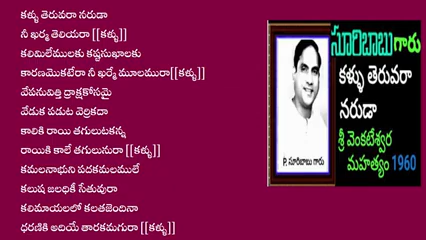 కళ్ళు తెరువరా నరుడా
నీ ఖర్మ తెలియరా [[కళ్ళు]]
కలిమిలేములకు కష్టసుఖాలకు
కారణమొకటేరా నీ ఖర్మే మూలమురా[[కళ్ళు]]
వేపనువిత్తి ద్రాక్షకోసమై
వేడుక పడుట వెర్రికదా
కాలికి రాయి తగులుటకన్న
రాయికి కాలే తగులునురా [[కళ్ళు]]
కమలనాభుని పదకమలములే
కలుష జలధికీ సేతువురా
కలిమాయలలో కలతజెందినా
ధరణికి అదియే తారకమగురా [[కళ్ళు]]
సూరిబాబు గారు
కళ్ళు తెరువరా
నరుడా
శ్రీ వెంకటేశ్వర
మహత్యం 1960
P. సూరిబాబు గారు